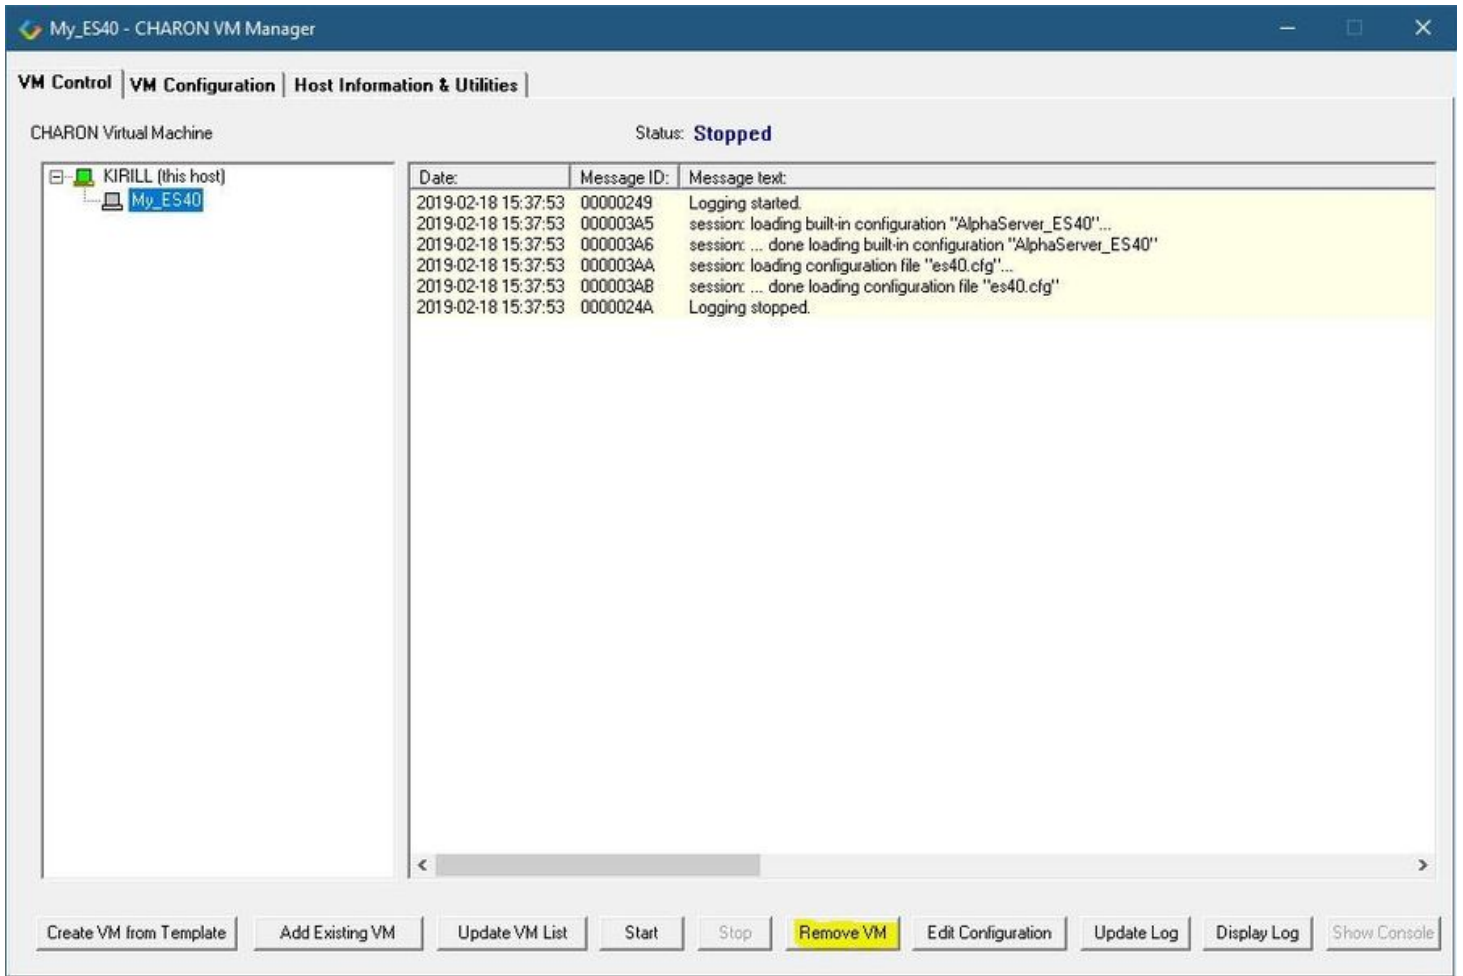 My_ES40 - CHARON VM Manager
VM Control VM Configuration Host Information & Utilities
CHARON Virtual Machine Status: Stopped
KIRILL (this host)
My_ES40
Date: Message ID: Message text:
2019-02-18 15:37:53 00000249 Logging started.
2019-02-18 15:37:53 000003A5 session: loading built-in configuration "AlphaServer_ES40"...
2019-02-18 15:37:53 000003A6 session: ... done loading built-in configuration "AlphaServer_ES40"
2019-02-18 15:37:53 000003AA session: loading configuration file "es40.cfg"...
2019-02-18 15:37:53 000003AB session: ... done loading configuration file "es40.cfg"
2019-02-18 15:37:53 0000024A Logging stopped.
Create VM from Template Add Existing VM Update VM List Start Stop Remove VM Edit Configuration Update Log Display Log Show Console